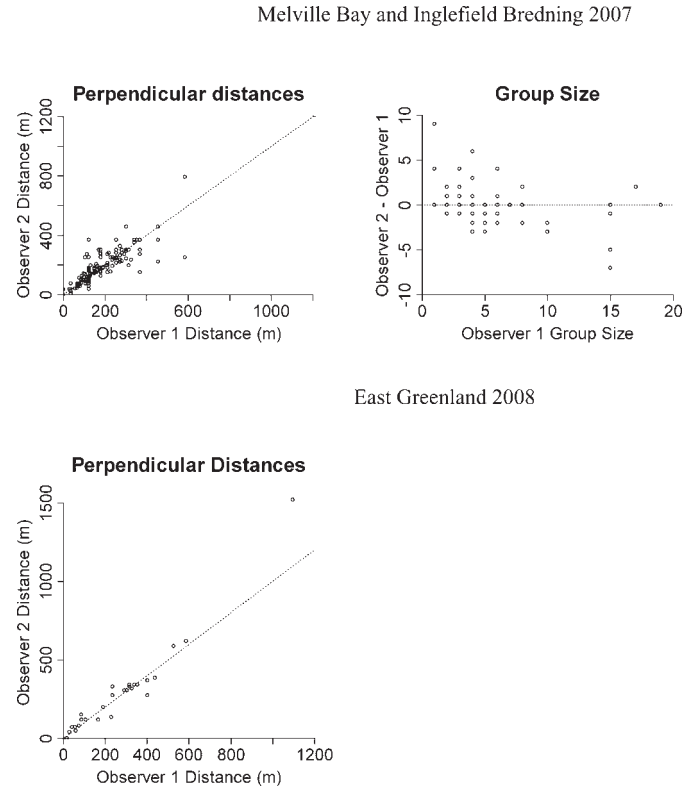 Melville Bay and Inglefield Bredning 2007
Perpendicular distances
Observer 2 Distance (m)
1200
800
400
0
0 200 400 600 1000
Observer 1 Distance (m)
Group Size
Observer 2 - Observer 1
10
5
0
-5
-10
0 5 10 15 20
Observer 1 Group Size
East Greenland 2008
Perpendicular Distances
Observer 2 Distance (m)
1500
1000
500
0
0 200 400 600 800 1200
Observer 1 Distance (m)